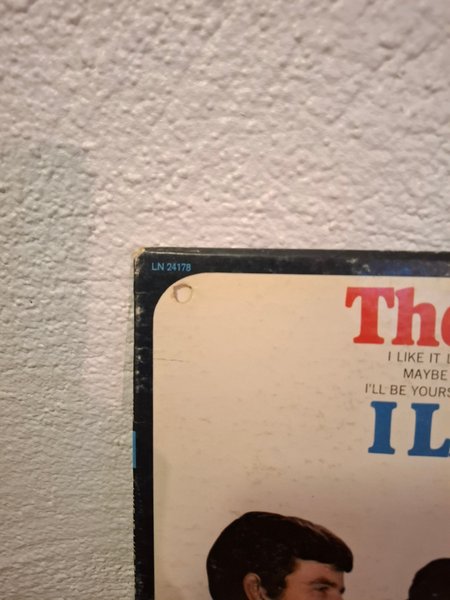 LN 24178
The
I LIKE IT L
MAYBE
I'LL BE YOURS
I L